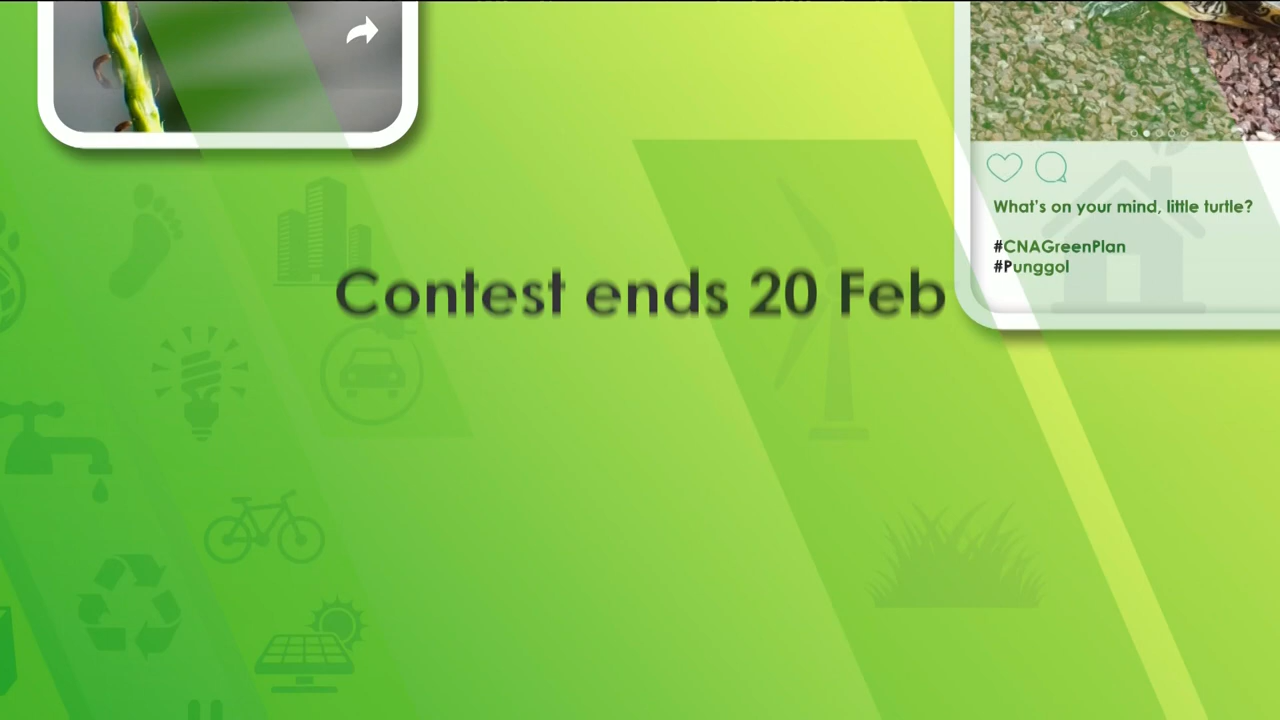 What's on your mind, little turtle?
#CNAGreenPlan
#Punggol
Contest ends 20 Feb